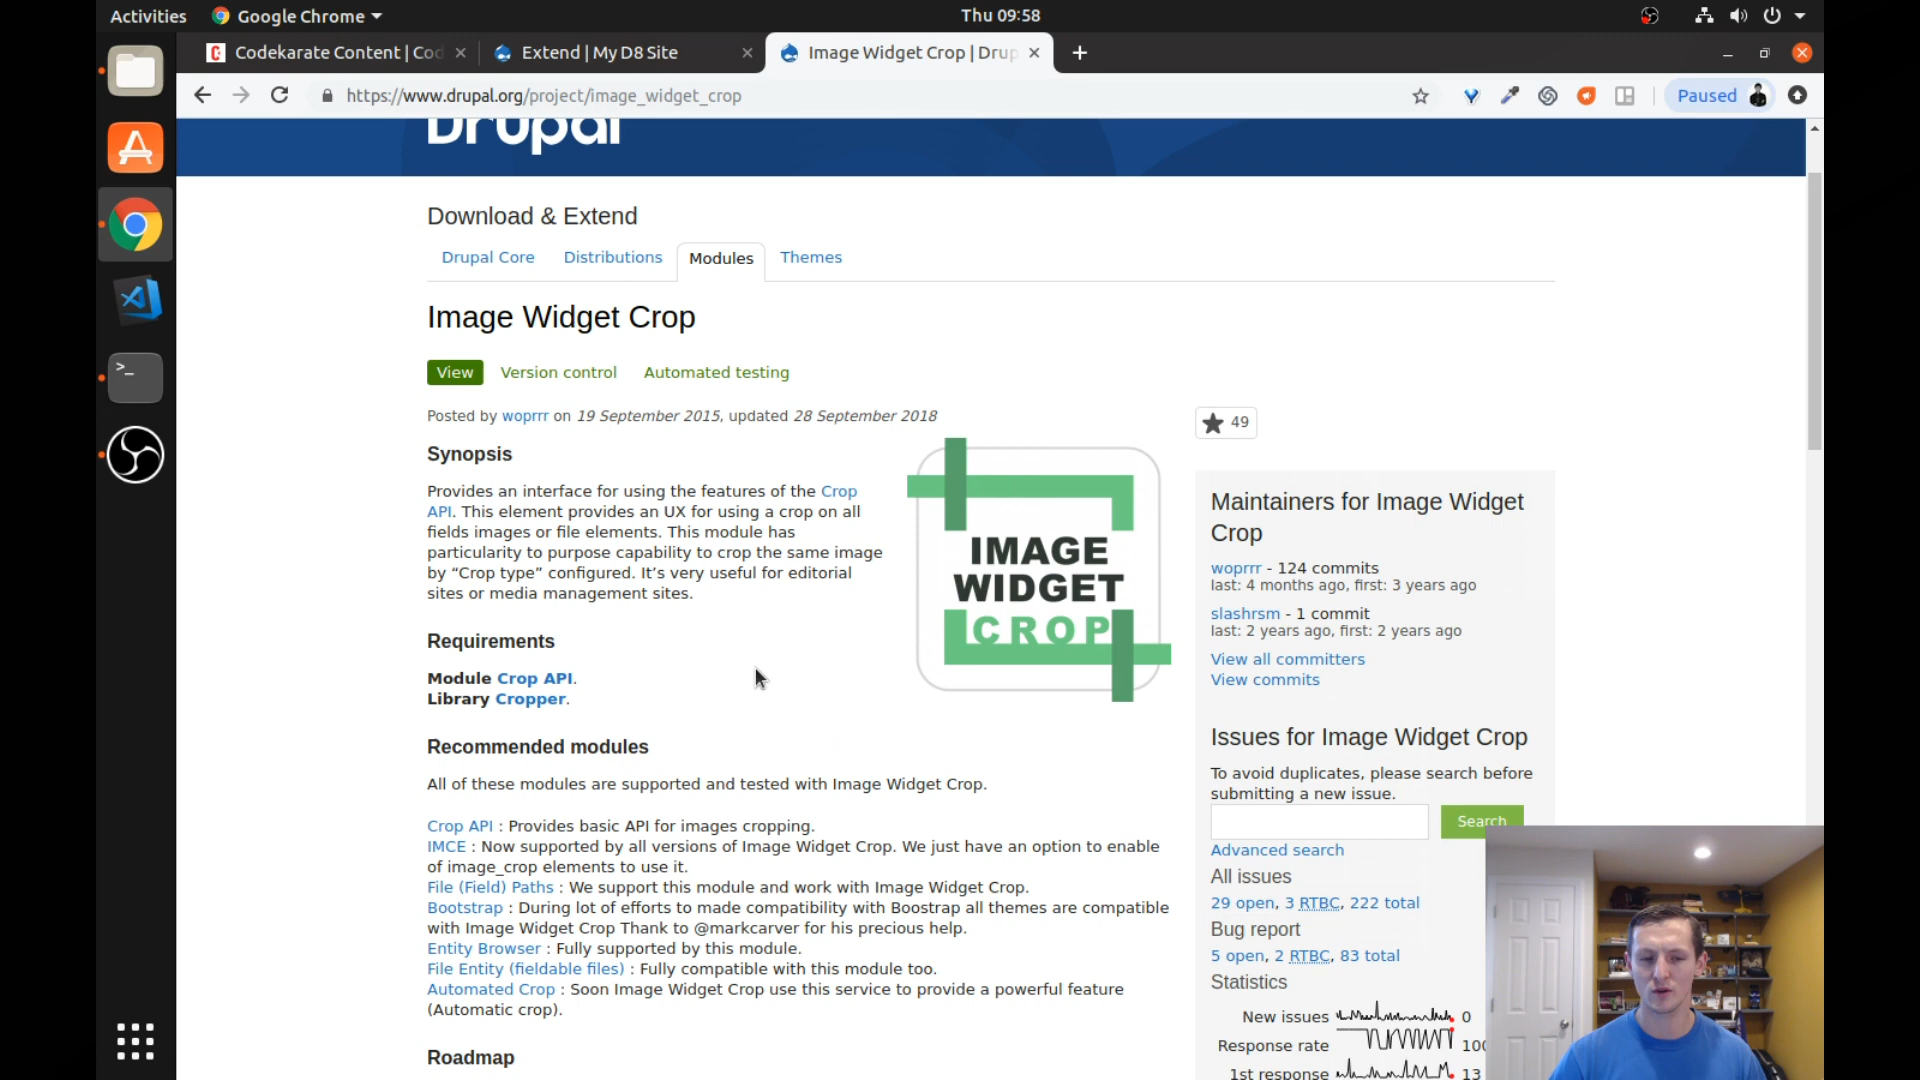 Activities
Google Chrome
Thu 09:58
Codekarate Content | Cod
Extend | My D8 Site
Image Widget Crop | Drup
https://www.drupal.org/project/image_widget_crop
Paused
Drupal
Download & Extend
Drupal Core
Distributions
Modules
Themes
Image Widget Crop
View
Version control
Automated testing
Posted by woprrr on 19 September 2015, updated 28 September 2018
49
Synopsis
Provides an interface for using the features of the Crop
API. This element provides an UX for using a crop on all
fields images or file elements. This module has
particularity to purpose capability to crop the same image
by “Crop type” configured. It’s very useful for editorial
sites or media management sites.
IMAGE
WIDGET
CROP
Requirements
Module Crop API.
Library Cropper.
Recommended modules
All of these modules are supported and tested with Image Widget Crop.
Crop API : Provides basic API for images cropping.
IMCE : Now supported by all versions of Image Widget Crop. We just have an option to enable
of image_crop elements to use it.
File (Field) Paths : We support this module and work with Image Widget Crop.
Bootstrap : During lot of efforts to made compatibility with Boostrap all themes are compatible
with Image Widget Crop Thank to @markcarver for his precious help.
Entity Browser : Fully supported by this module.
File Entity (fieldable files) : Fully compatible with this module too.
Automated Crop : Soon Image Widget Crop use this service to provide a powerful feature
(Automatic crop).
Roadmap
Maintainers for Image Widget
Crop
woprrr - 124 commits
last: 4 months ago, first: 3 years ago
slashrsm - 1 commit
last: 2 years ago, first: 2 years ago
View all committers
View commits
Issues for Image Widget Crop
To avoid duplicates, please search before
submitting a new issue.
Search
Advanced search
All issues
29 open, 3 RTBC, 222 total
Bug report
5 open, 2 RTBC, 83 total
Statistics
New issues 0
Response rate 100
1st response 13